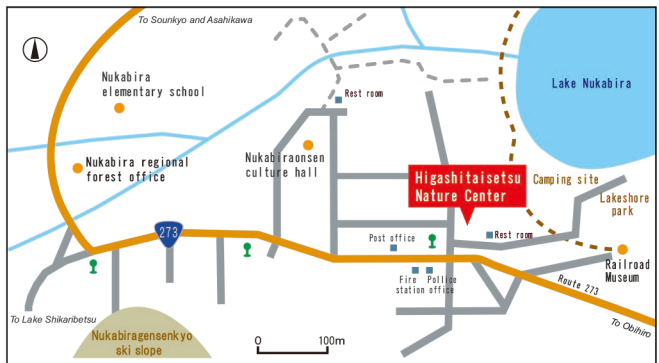 To Sounkyo and Asahikawa
Nukabira
elementary school
Rest room
Lake Nukabira
Nukabira regional
forest office
Nukabiraonsen
culture hall
Higashitaisetsu
Nature Center
Camping site
Lakeshore
park
273
Post office
Rest room
Fire
station
Pollice
office
Railroad
Museum
Route 273
To Lake Shikaribetsu
To Obihiro
Nukabiragensenkyo
ski slope
0
100m